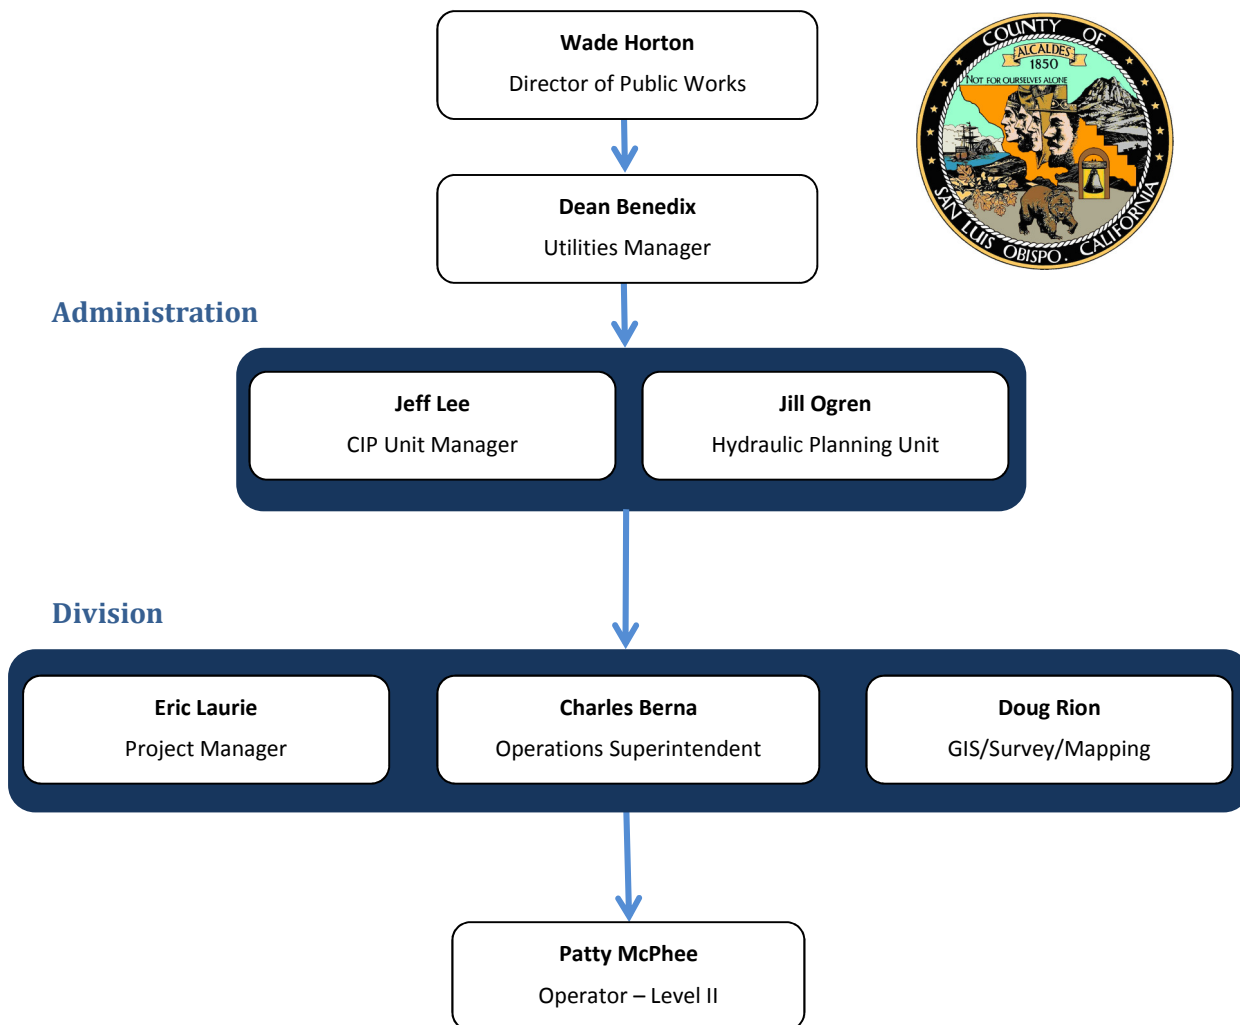 Wade Horton
Director of Public Works
COUNTY OF
SAN LUIS OBISPO, CALIFORNIA
ALCALDES
1850
NOT FOR OURSELVES ALONE
Dean Benedix
Utilities Manager
Administration
Jeff Lee
CIP Unit Manager
Jill Ogren
Hydraulic Planning Unit
Division
Eric Laurie
Project Manager
Charles Berna
Operations Superintendent
Doug Rion
GIS/Survey/Mapping
Patty McPhee
Operator – Level II